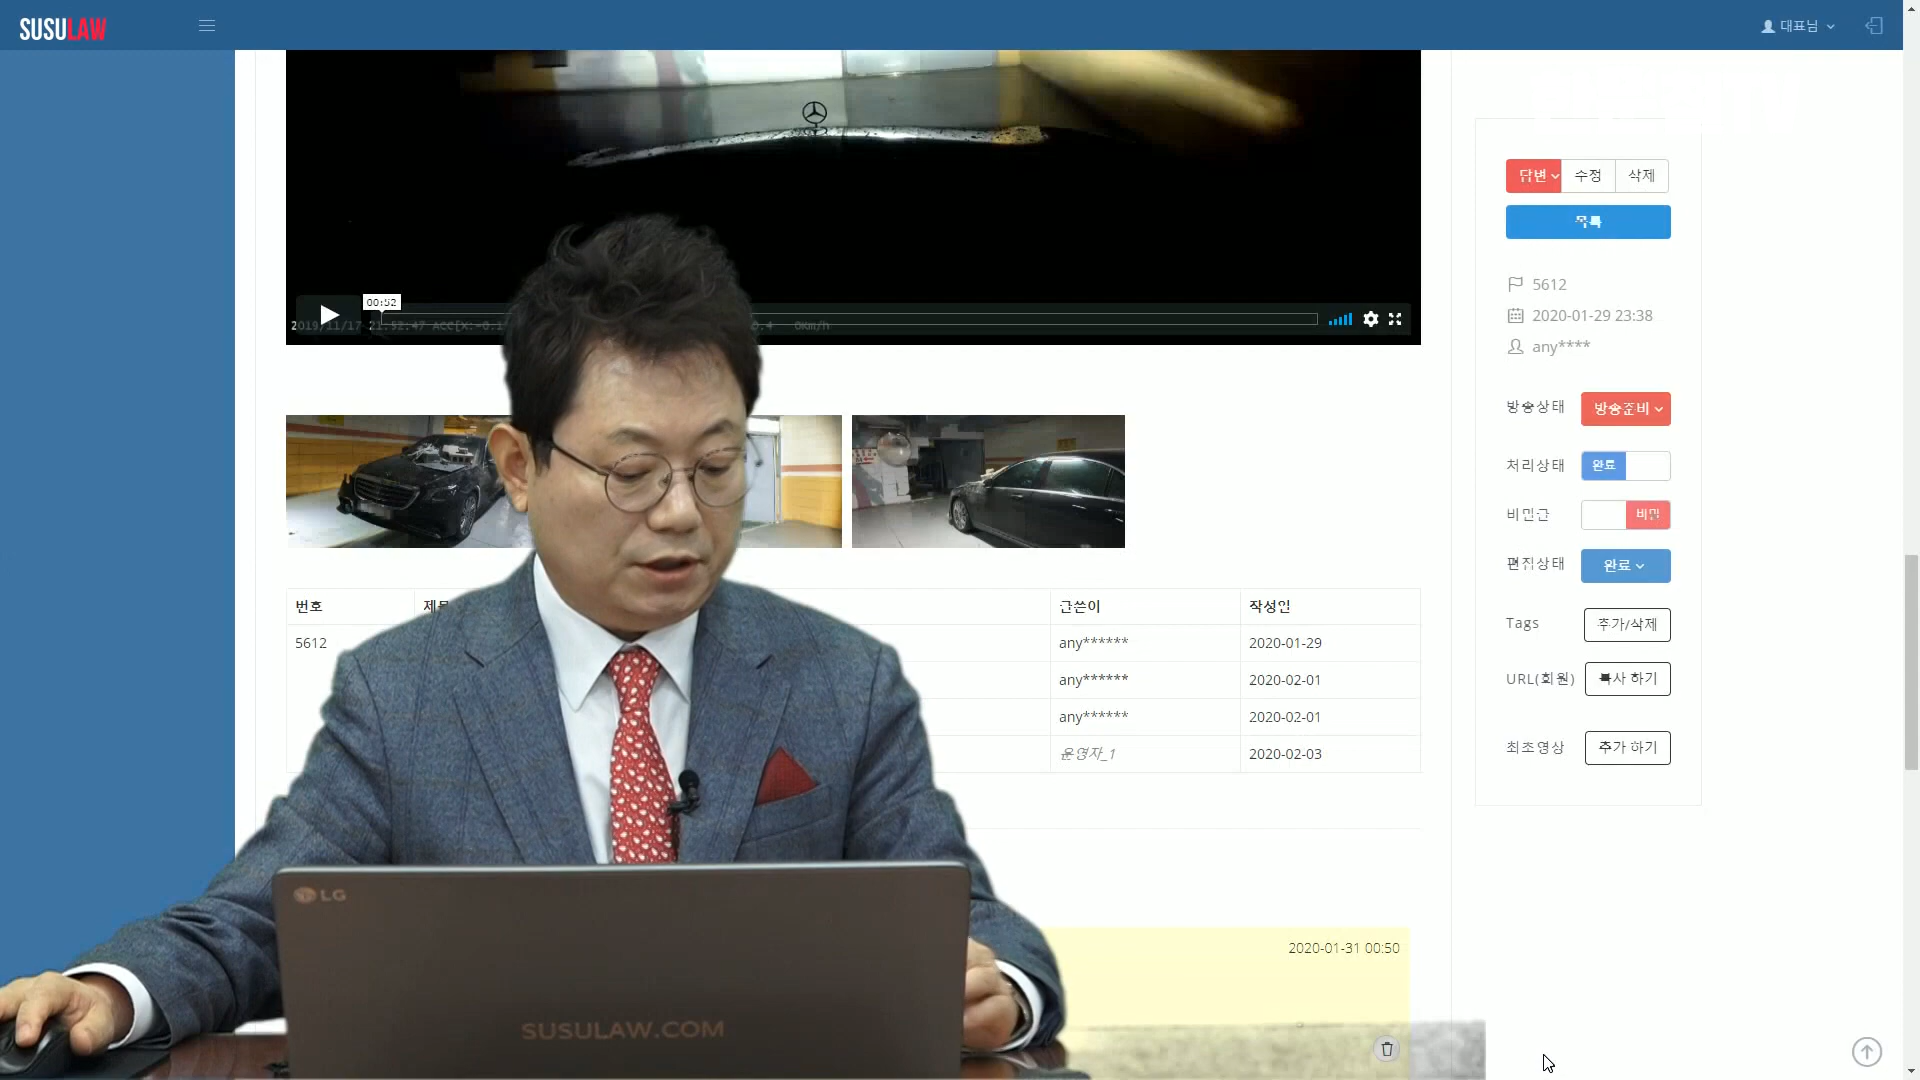 SUSULAW
대표님
답변
수정
삭제
목록
00:52
5612
2020-01-29 23:38
any****
방송상태
방송준비
처리상태
완료
비밀글
비밀
편집상태
완료
번호
글쓴이
작성일
5612
any******
2020-01-29
any******
2020-02-01
any******
2020-02-01
운영자_1
2020-02-03
Tags
추가/삭제
URL(회원)
복사 하기
최초영상
추가 하기
LG
2020-01-31 00:50
SUSULAW.COM